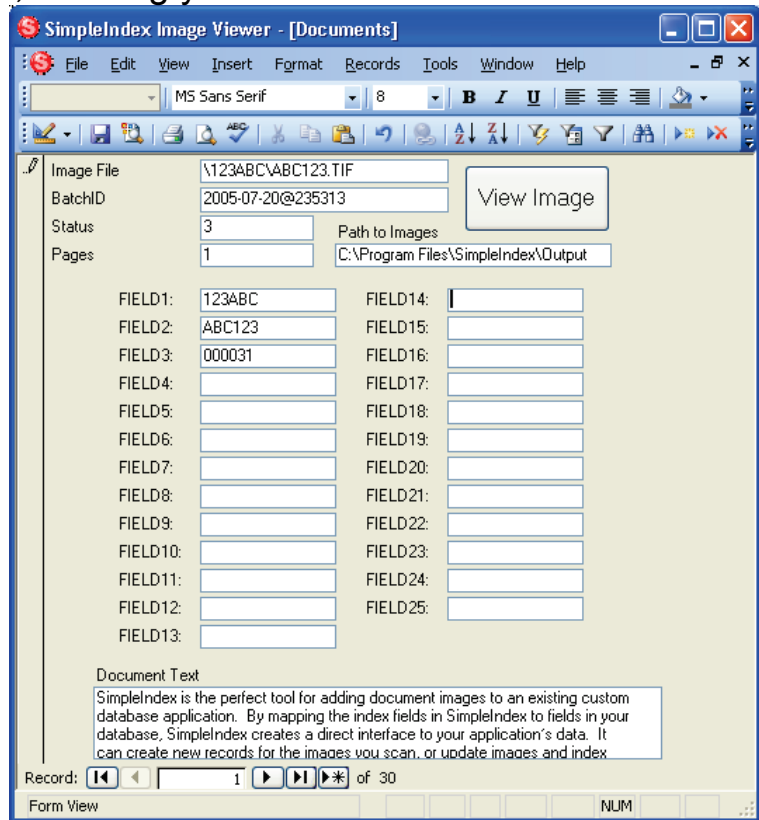 SimpleIndex Image Viewer - [Documents]
File Edit View Insert Format Records Tools Window Help
MS Sans Serif 8 B I U
Image File \123ABC\ABC123.TIF
View Image
BatchID 2005-07-20@235313
Status 3
Path to Images
Pages 1 C:\Program Files\SimpleIndex\Output
FIELD1: 123ABC FIELD14:
FIELD2: ABC123 FIELD15:
FIELD3: 000031 FIELD16:
FIELD4: FIELD17:
FIELD5: FIELD18:
FIELD6: FIELD19:
FIELD7: FIELD20:
FIELD8: FIELD21:
FIELD9: FIELD22:
FIELD10: FIELD23:
FIELD11: FIELD24:
FIELD12: FIELD25:
FIELD13:
Document Text
SimpleIndex is the perfect tool for adding document images to an existing custom
database application. By mapping the index fields in SimpleIndex to fields in your
database, SimpleIndex creates a direct interface to your application's data. It
can create new records for the images you scan, or update images and index
Record: 1 of 30
Form View NUM